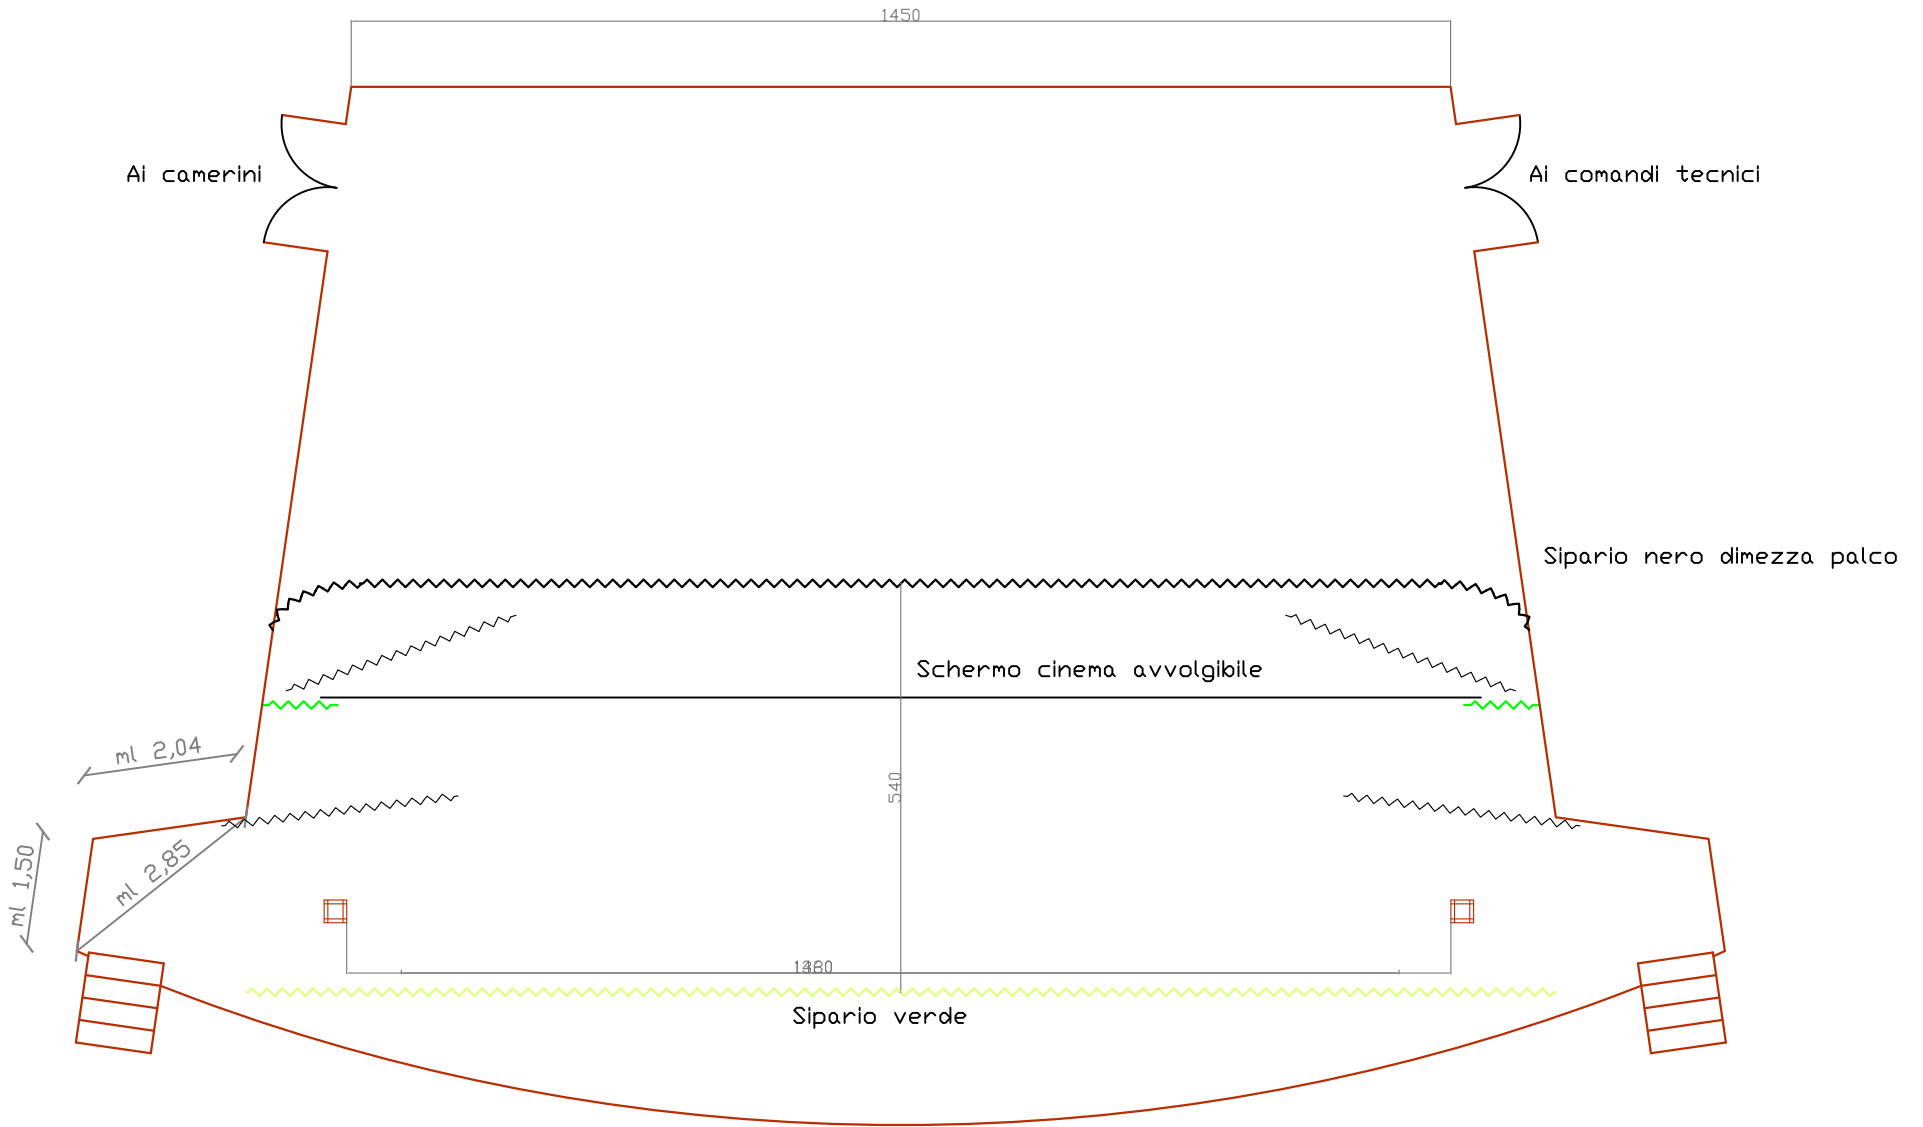 1450
Ai camerini
Ai comandi tecnici
Sipario nero dimezza palco
Schermo cinema avvolgibile
ml 2,04
540
ml 1,50
ml 2,85
Sipario verde